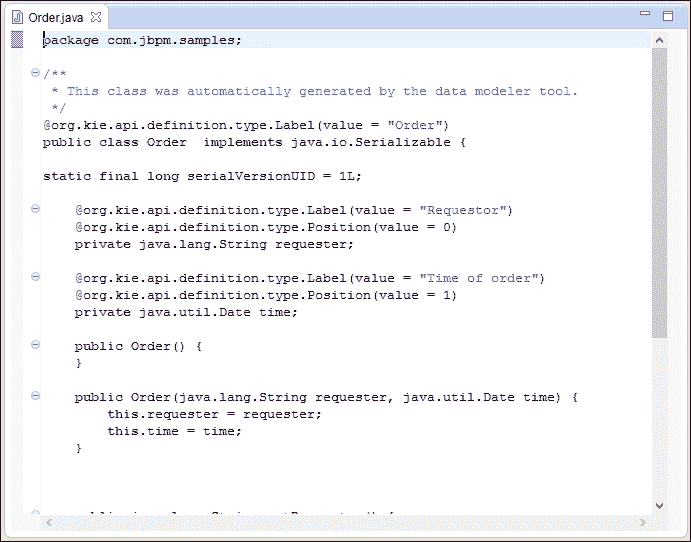 Order.java
package com.jbpm.samples;
/**
 * This class was automatically generated by the data modeler tool.
 */
@org.kie.api.definition.type.Label(value = "Order")
public class Order  implements java.io.Serializable {
static final long serialVersionUID = 1L;
    @org.kie.api.definition.type.Label(value = "Requestor")
    @org.kie.api.definition.type.Position(value = 0)
    private java.lang.String requester;
    @org.kie.api.definition.type.Label(value = "Time of order")
    @org.kie.api.definition.type.Position(value = 1)
    private java.util.Date time;
    public Order() {
    }
    public Order(java.lang.String requester, java.util.Date time) {
        this.requester = requester;
        this.time = time;
    }